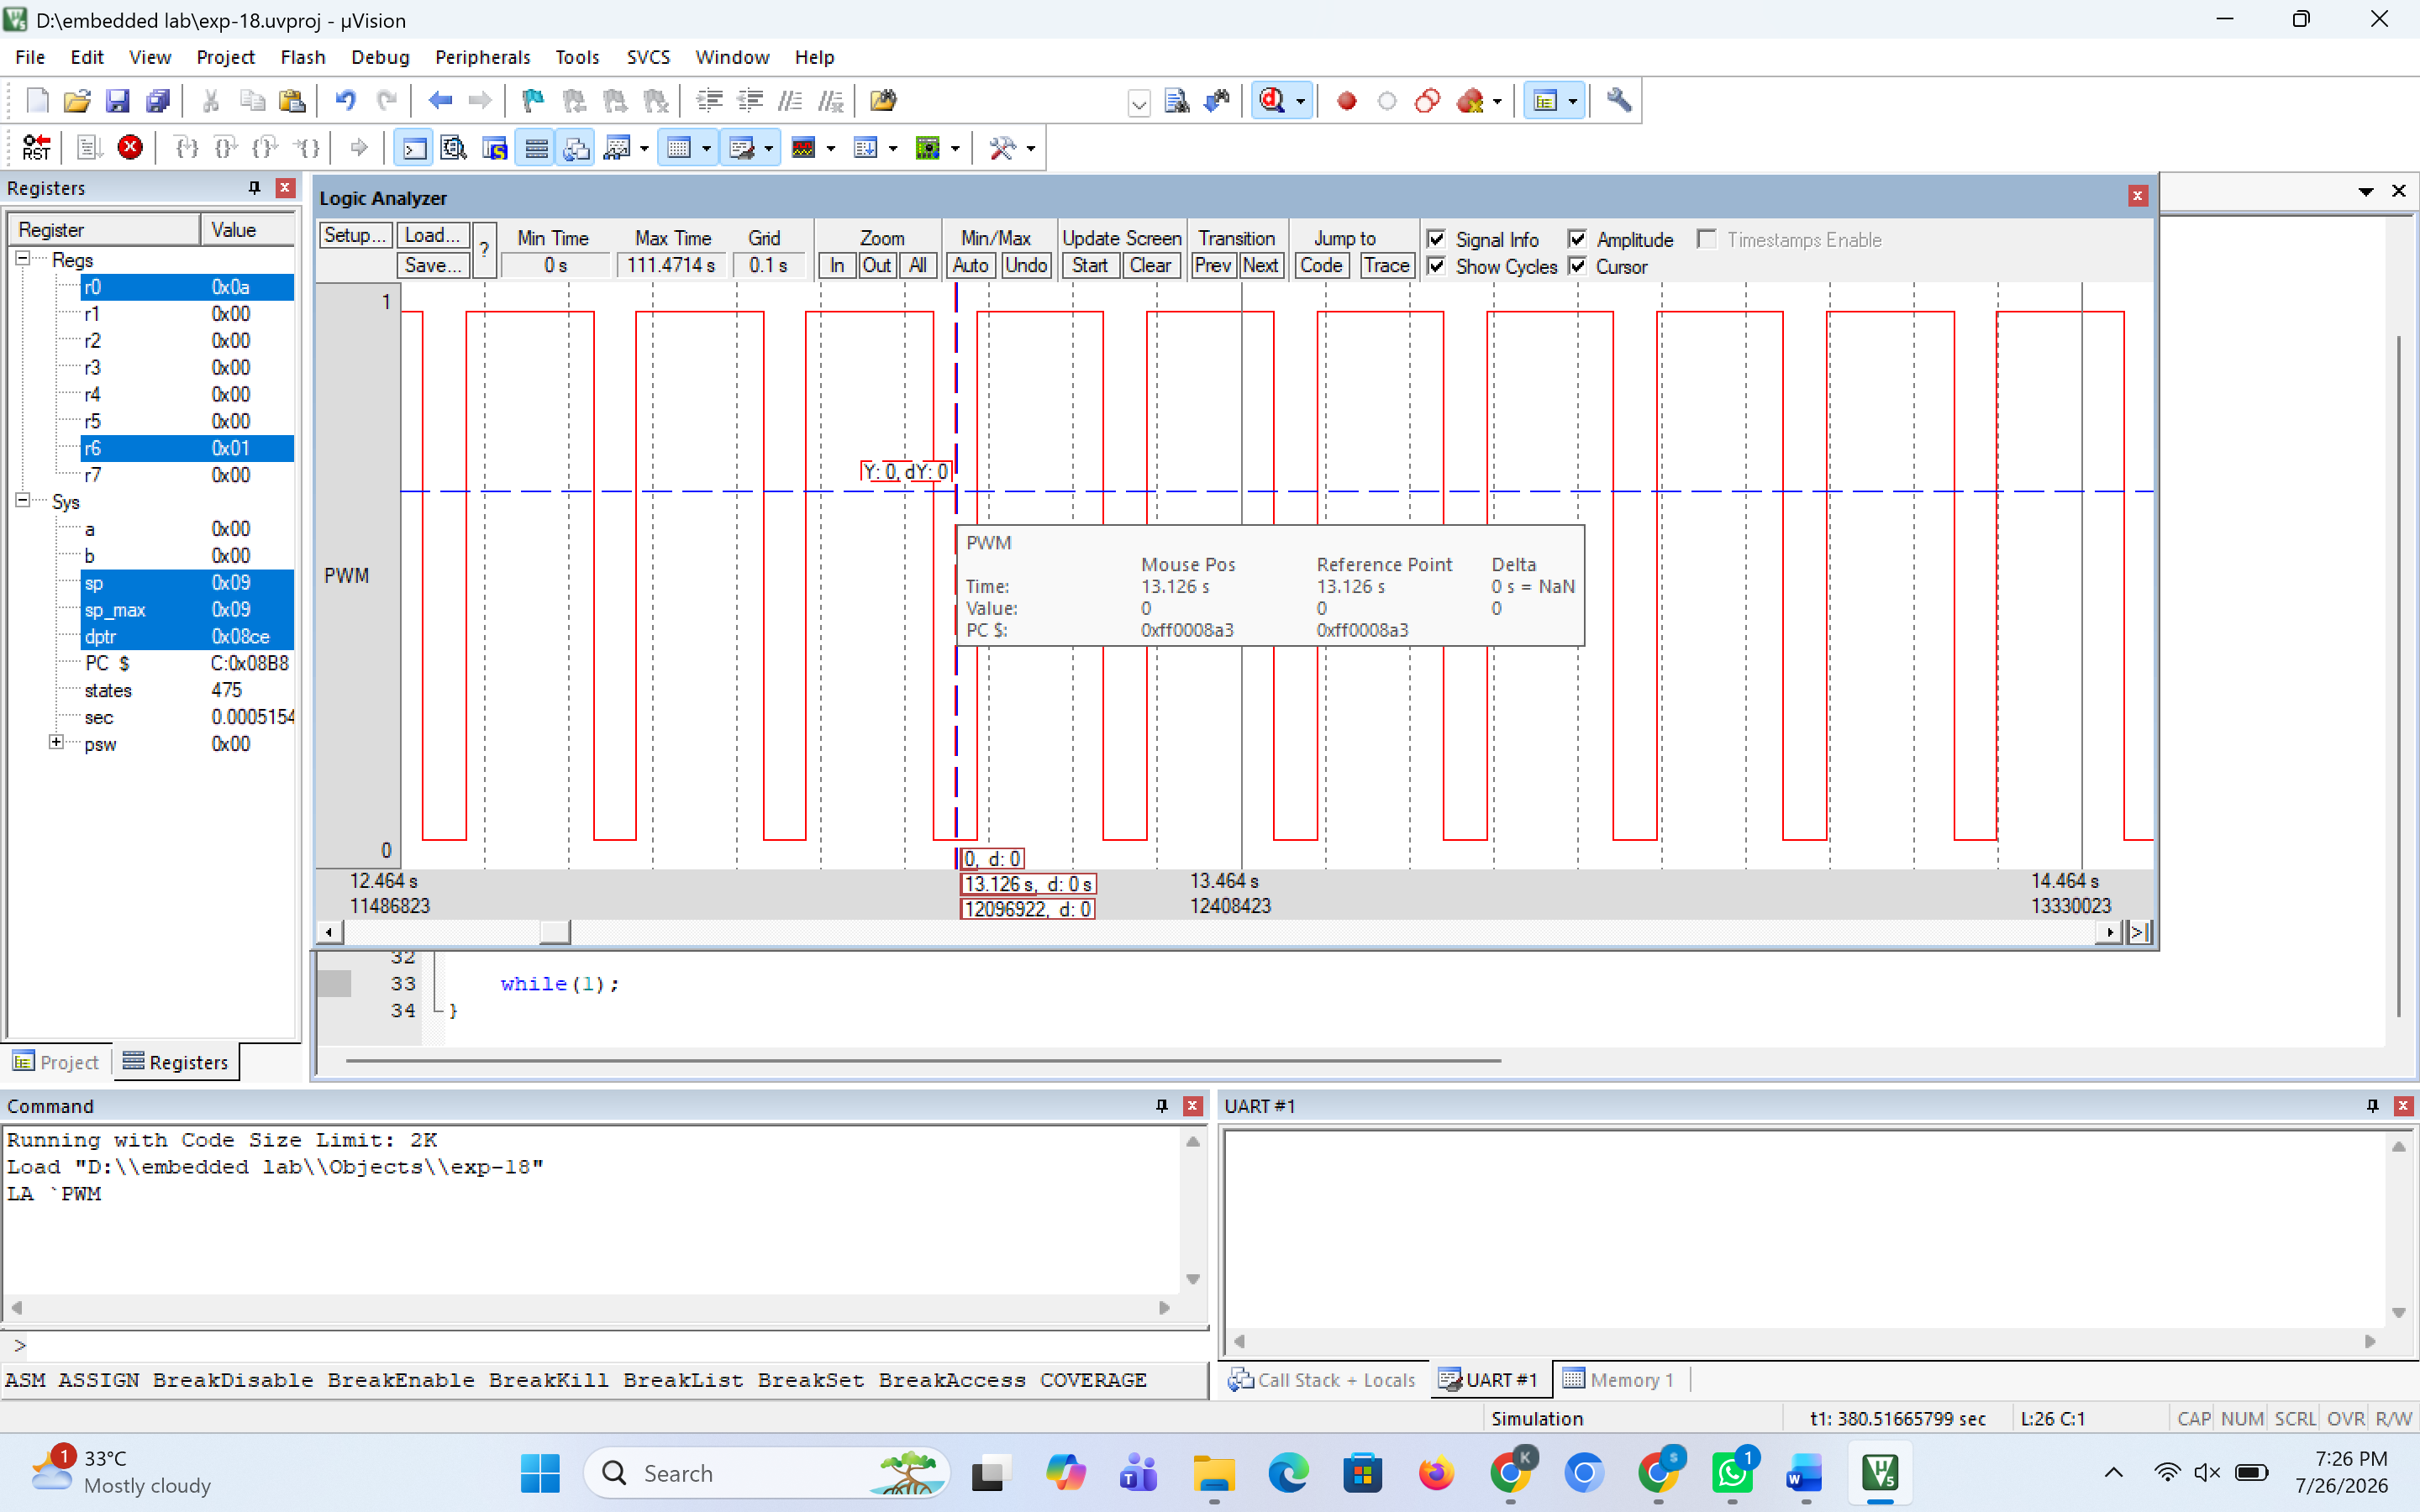 D:\embedded lab\exp-18.uvproj - µVision
File Edit View Project Flash Debug Peripherals Tools SVCS Window Help
RST
Registers
Register Value
Regs
r0 0x0a
r1 0x00
r2 0x00
r3 0x00
r4 0x00
r5 0x00
r6 0x01
r7 0x00
Sys
a 0x00
b 0x00
sp 0x09
sp_max 0x09
dptr 0x08ce
PC $ C:0x08B8
states 475
sec 0.0005154
psw 0x00
Project Registers
Logic Analyzer
Setup... Load... ? Min Time Max Time Grid Zoom Min/Max Update Screen Transition Jump to Signal Info Amplitude Timestamps Enable
Save... 0 s 111.4714 s 0.1 s In Out All Auto Undo Start Clear Prev Next Code Trace Show Cycles Cursor
1
Y: 0, dY: 0
PWM
PWM
Mouse Pos Reference Point Delta
Time: 13.126 s 13.126 s 0 s = NaN
Value: 0 0 0
PC $: 0xff0008a3 0xff0008a3
0
0, d: 0
12.464 s 13.126 s, d: 0 s 13.464 s 14.464 s
11486823 12096922, d: 0 12408423 13330023
>|
32
33 while(1);
34 }
Command
Running with Code Size Limit: 2K
Load "D:\\embedded lab\\Objects\\exp-18"
LA `PWM
>
ASM ASSIGN BreakDisable BreakEnable BreakKill BreakList BreakSet BreakAccess COVERAGE
UART #1
Call Stack + Locals UART #1 Memory 1
Simulation t1: 380.51665799 sec L:26 C:1 CAP NUM SCRL OVR R/W
1 33°C
Mostly cloudy
Search
K
S
1
7:26 PM
7/26/2026